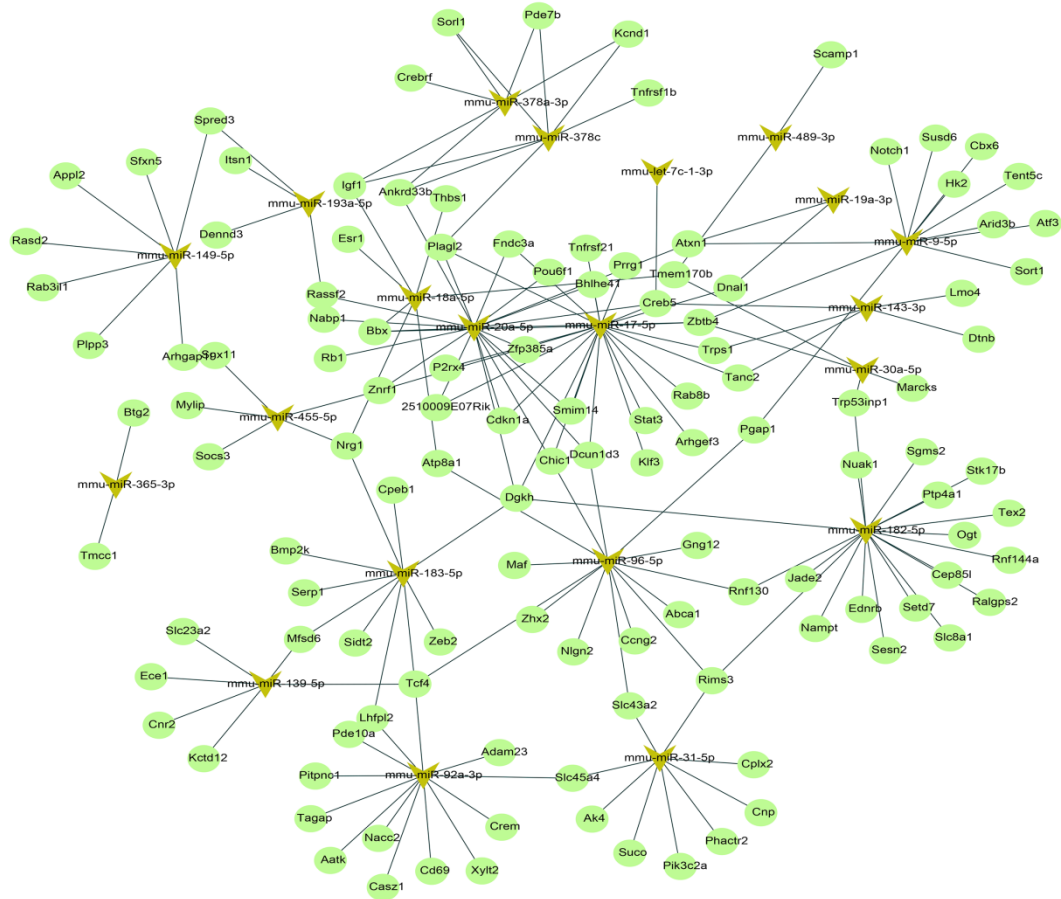 Sorl1
Pde7b
Kcnd1
Scamp1
Crebrf
mmu-miR-378a-3p
Tnfrsf1b
Spred3
mmu-miR-378c
mmu-miR-489-3p
Susd6
Notch1
Cbx6
Sfxn5
Itsn1
Appl2
Igf1
Ankrd33b
mmu-let-7c-1-3p
Hk2
Tent5c
Thbs1
mmu-miR-193a-5p
mmu-miR-19a-3p
Dennd3
Esr1
Plagl2
Fndc3a
Tnfrsf21
Prrg1
Atxn1
mmu-miR-9-5p
Arid3b
Atf3
Rasd2
mmu-miR-149-5p
Pou6f1
Tmem170b
Sort1
Rab3il1
Rassf2
mmu-miR-18a-5p
Bhlhe41
Dnal1
Creb5
mmu-miR-143-3p
Lmo4
Nabp1
Bbx
mmu-miR-20a-5p
mmu-miR-17-5p
Zbtb4
Plpp3
Arhgap19
Sox11
Rb1
Zfp385a
Trps1
Dtnb
P2rx4
Tanc2
mmu-miR-30a-5p
Marcks
Znrf1
2510009E07Rik
Cdkn1a
Smim14
Rab8b
Trp53inp1
Btg2
Mylip
mmu-miR-455-5p
Stat3
Pgap1
Socs3
Nrg1
Atp8a1
Chic1
Dcun1d3
Klf3
Arhgef3
Nuak1
Sgms2
Stk17b
mmu-miR-365-3p
Cpeb1
Dgkh
Ptp4a1
Tex2
mmu-miR-182-5p
Ogt
Tmcc1
Bmp2k
mmu-miR-183-5p
Maf
mmu-miR-96-5p
Gng12
Rnf144a
Serp1
Rnf130
Jade2
Cep85l
Ralgps2
Slc23a2
Mfsd6
Sidt2
Zeb2
Zhx2
Abca1
Nampt
Ednrb
Setd7
Nlgn2
Ccng2
Sesn2
Slc8a1
Ece1
mmu-miR-139-5p
Tcf4
Rims3
Cnr2
Lhfpl2
Slc43a2
Kctd12
Pde10a
Adam23
mmu-miR-31-5p
Cplx2
Pitpnc1
mmu-miR-92a-3p
Slc45a4
Tagap
Crem
Ak4
Cnp
Nacc2
Phactr2
Aatk
Suco
Casz1
Cd69
Xylt2
Pik3c2a